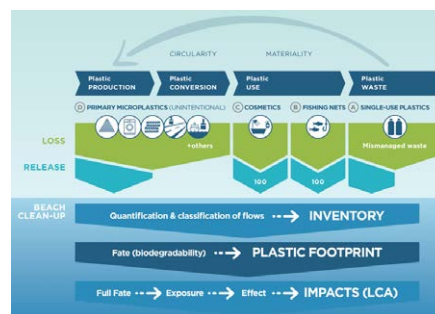 CIRCULARITY
MATERIALITY
Plastic
PRODUCTION
Plastic
CONVERSION
Plastic
USE
Plastic
WASTE
D PRIMARY MICROPLASTICS (UNINTENTIONAL)
C COSMETICS
B FISHING NETS
A SINGLE-USE PLASTICS
LOSS
+others
Mismanaged waste
RELEASE
100
100
BEACH
CLEAN-UP
Quantification & classification of flows
INVENTORY
Fate (biodegradability)
PLASTIC FOOTPRINT
Full Fate
Exposure
Effect
IMPACTS (LCA)